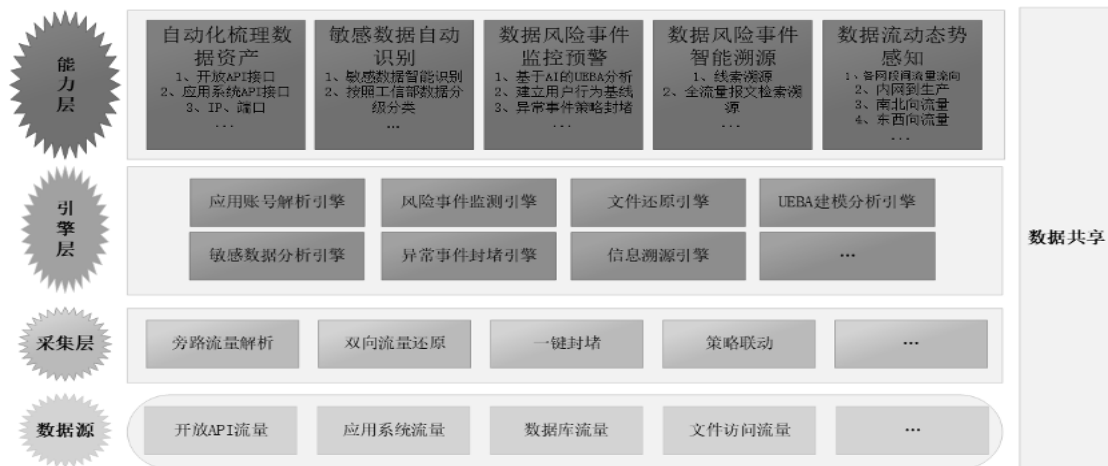 能力层
自动化梳理数
据资产
1、开放API接口
2、应用系统API接口
3、IP、端口
...
敏感数据自动
识别
1、敏感数据智能识别
2、按照工信部数据分
级分类
...
数据风险事件
监控预警
1、基于AI的UEBA分析
2、建立用户行为基线
3、异常事件策略封堵
...
数据风险事件
智能溯源
1、线索溯源
2、全流量报文检索溯
源
...
数据流动态势
感知
1、各网段间流量流向
2、内网到生产
3、南北向流量
4、东西向流量
...
引擎层
应用账号解析引擎
风险事件监测引擎
文件还原引擎
UEBA建模分析引擎
敏感数据分析引擎
异常事件封堵引擎
信息溯源引擎
...
采集层
旁路流量解析
双向流量还原
一键封堵
策略联动
...
数据源
开放API流量
应用系统流量
数据库流量
文件访问流量
...
数据共享